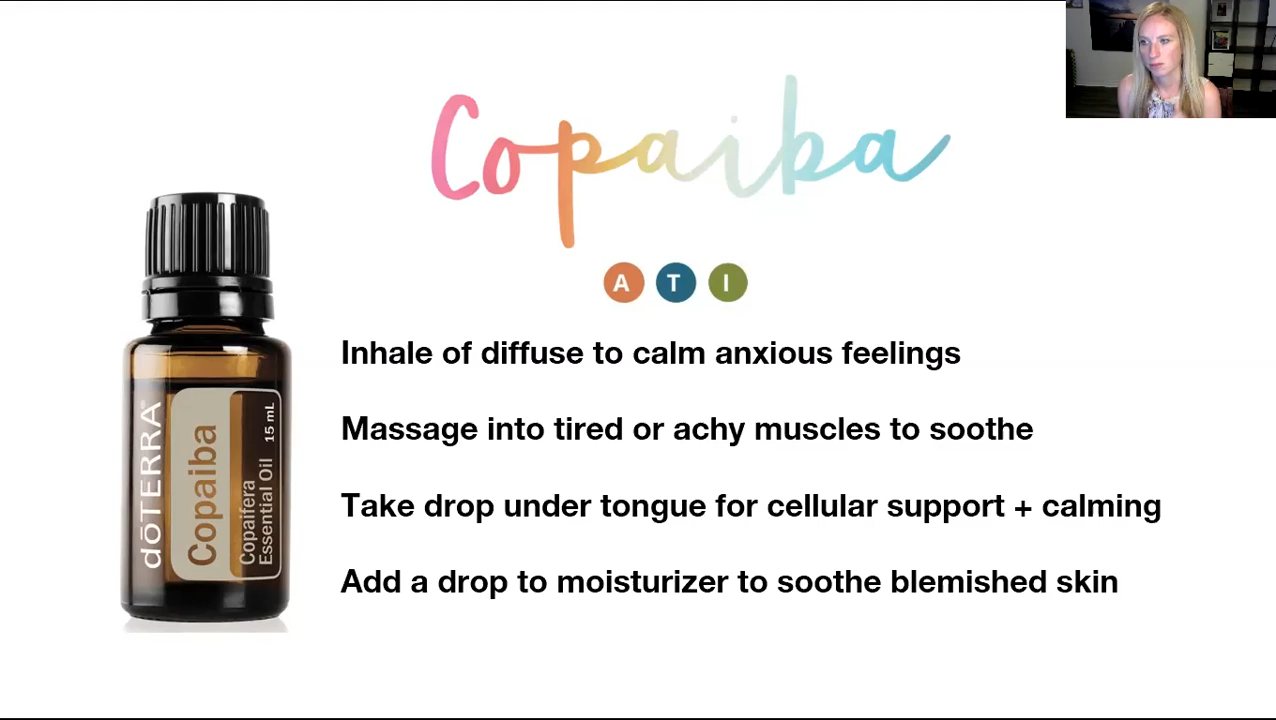 Copaiba
A T I
Inhale of diffuse to calm anxious feelings
Massage into tired or achy muscles to soothe
Take drop under tongue for cellular support + calming
Add a drop to moisturizer to soothe blemished skin
dōTERRA®
Copaiba
Copaifera
Essential Oil 15 mL